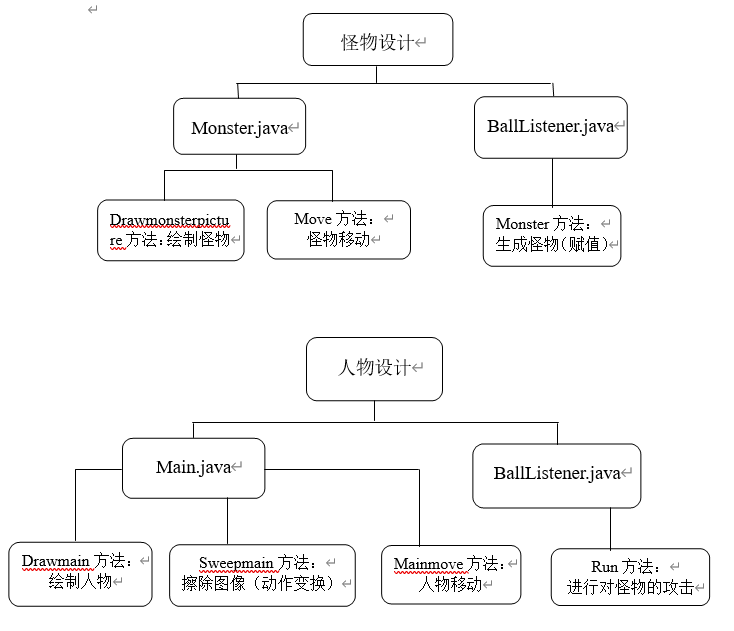 怪物设计
Monster.java
BallListener.java
Drawmonsterpictu
re方法：绘制怪物
Move 方法：
怪物移动
Monster 方法：
生成怪物（赋值）
人物设计
Main.java
BallListener.java
Drawmain 方法：
绘制人物
Sweepmain 方法：
擦除图像（动作变换）
Mainmove 方法：
人物移动
Run 方法：
进行对怪物的攻击